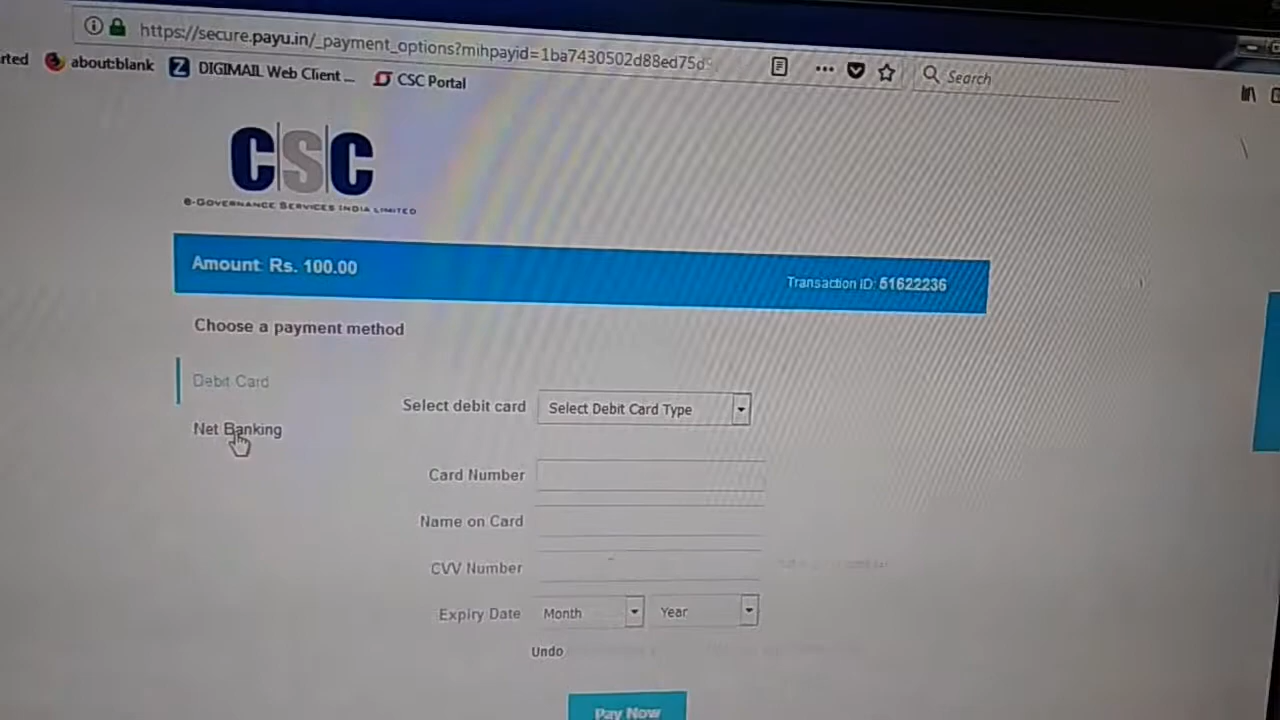 https://secure.payu.in/_payment_options?mihpayid=1ba7430502d88ed75d
Search
rted
about:blank
DIGIMAIL Web Client ...
CSC Portal
CSC
e-GOVERNANCE SERVICES INDIA LIMITED
Amount: Rs. 100.00
Transaction ID: 51622236
Choose a payment method
Debit Card
Select debit card
Select Debit Card Type
Net Banking
Card Number
Name on Card
CVV Number
Expiry Date
Month
Year
Undo
Pay Now